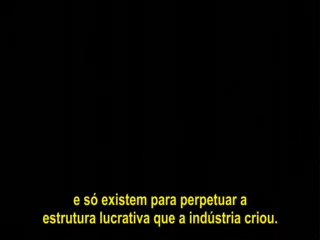 e só existem para perpetuar a
estrutura lucrativa que a indústria criou.